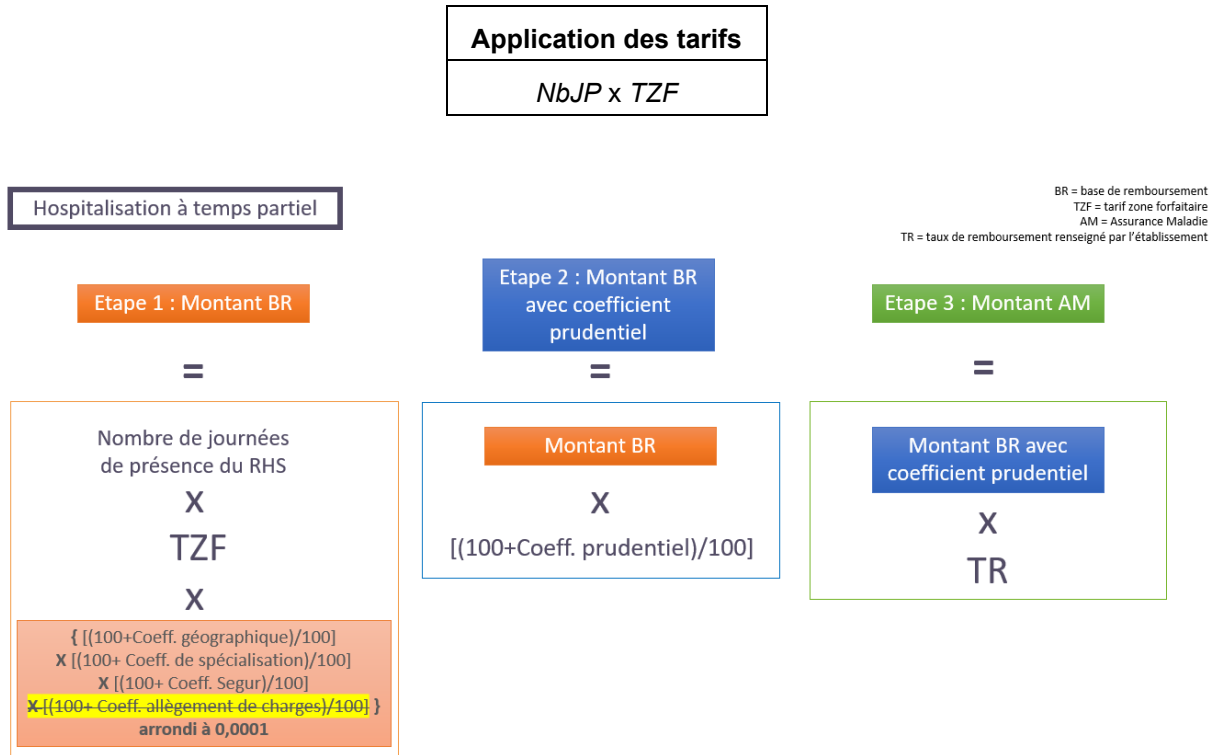 Application des tarifs
NbJP x TZF
Hospitalisation à temps partiel
BR = base de remboursement
TZF = tarif zone forfaitaire
AM = Assurance Maladie
TR = taux de remboursement renseigné par l'établissement
Etape 1 : Montant BR
=
Nombre de journées
de présence du RHS
X
TZF
X
{ [(100+Coeff. géographique)/100]
X [(100+ Coeff. de spécialisation)/100]
X [(100+ Coeff. Segur)/100]
X [(100+ Coeff. allègement de charges)/100] }
arrondi à 0,0001
Etape 2 : Montant BR
avec coefficient
prudentiel
=
Montant BR
X
[(100+Coeff. prudentiel)/100]
Etape 3 : Montant AM
=
Montant BR avec
coefficient prudentiel
X
TR